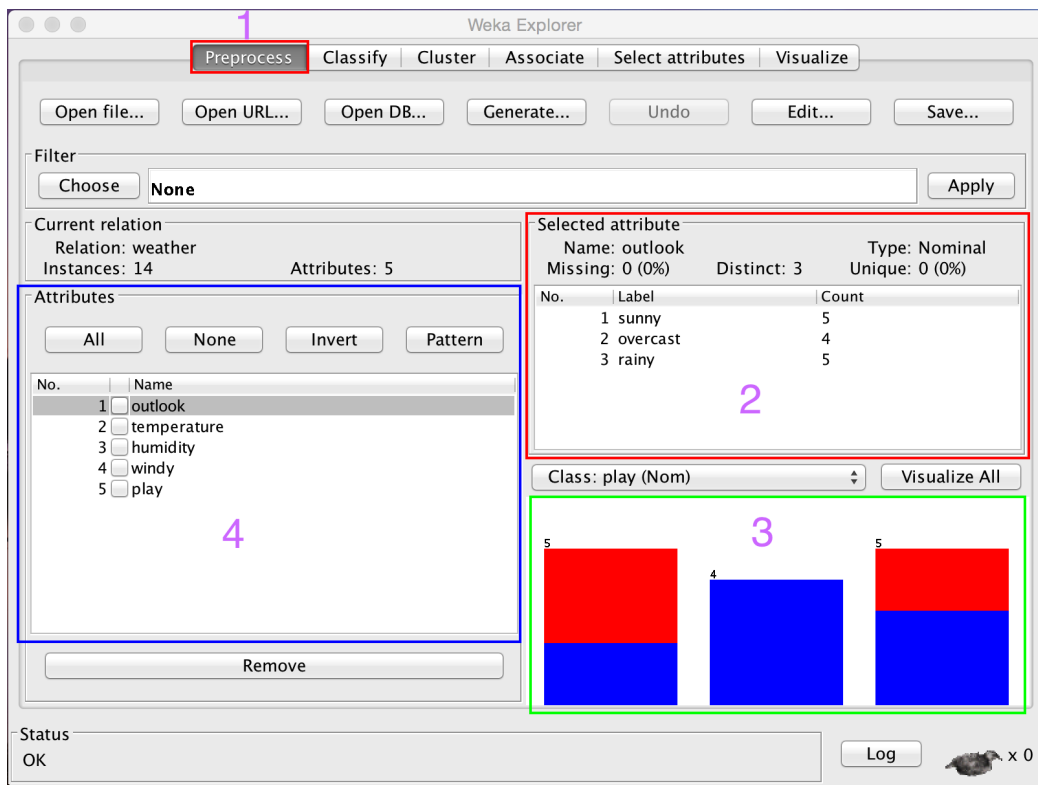 Weka Explorer
1
Preprocess Classify Cluster Associate Select attributes Visualize
Open file... Open URL... Open DB... Generate... Undo Edit... Save...
Filter
Choose None Apply
Current relation
Relation: weather
Instances: 14 Attributes: 5
Attributes
All None Invert Pattern
No. Name
1 outlook
2 temperature
3 humidity
4 windy
5 play
4
Remove
Selected attribute
Name: outlook Type: Nominal
Missing: 0 (0%) Distinct: 3 Unique: 0 (0%)
No. Label Count
1 sunny 5
2 overcast 4
3 rainy 5
2
Class: play (Nom) Visualize All
3
5 4 5
Status
OK
Log x 0